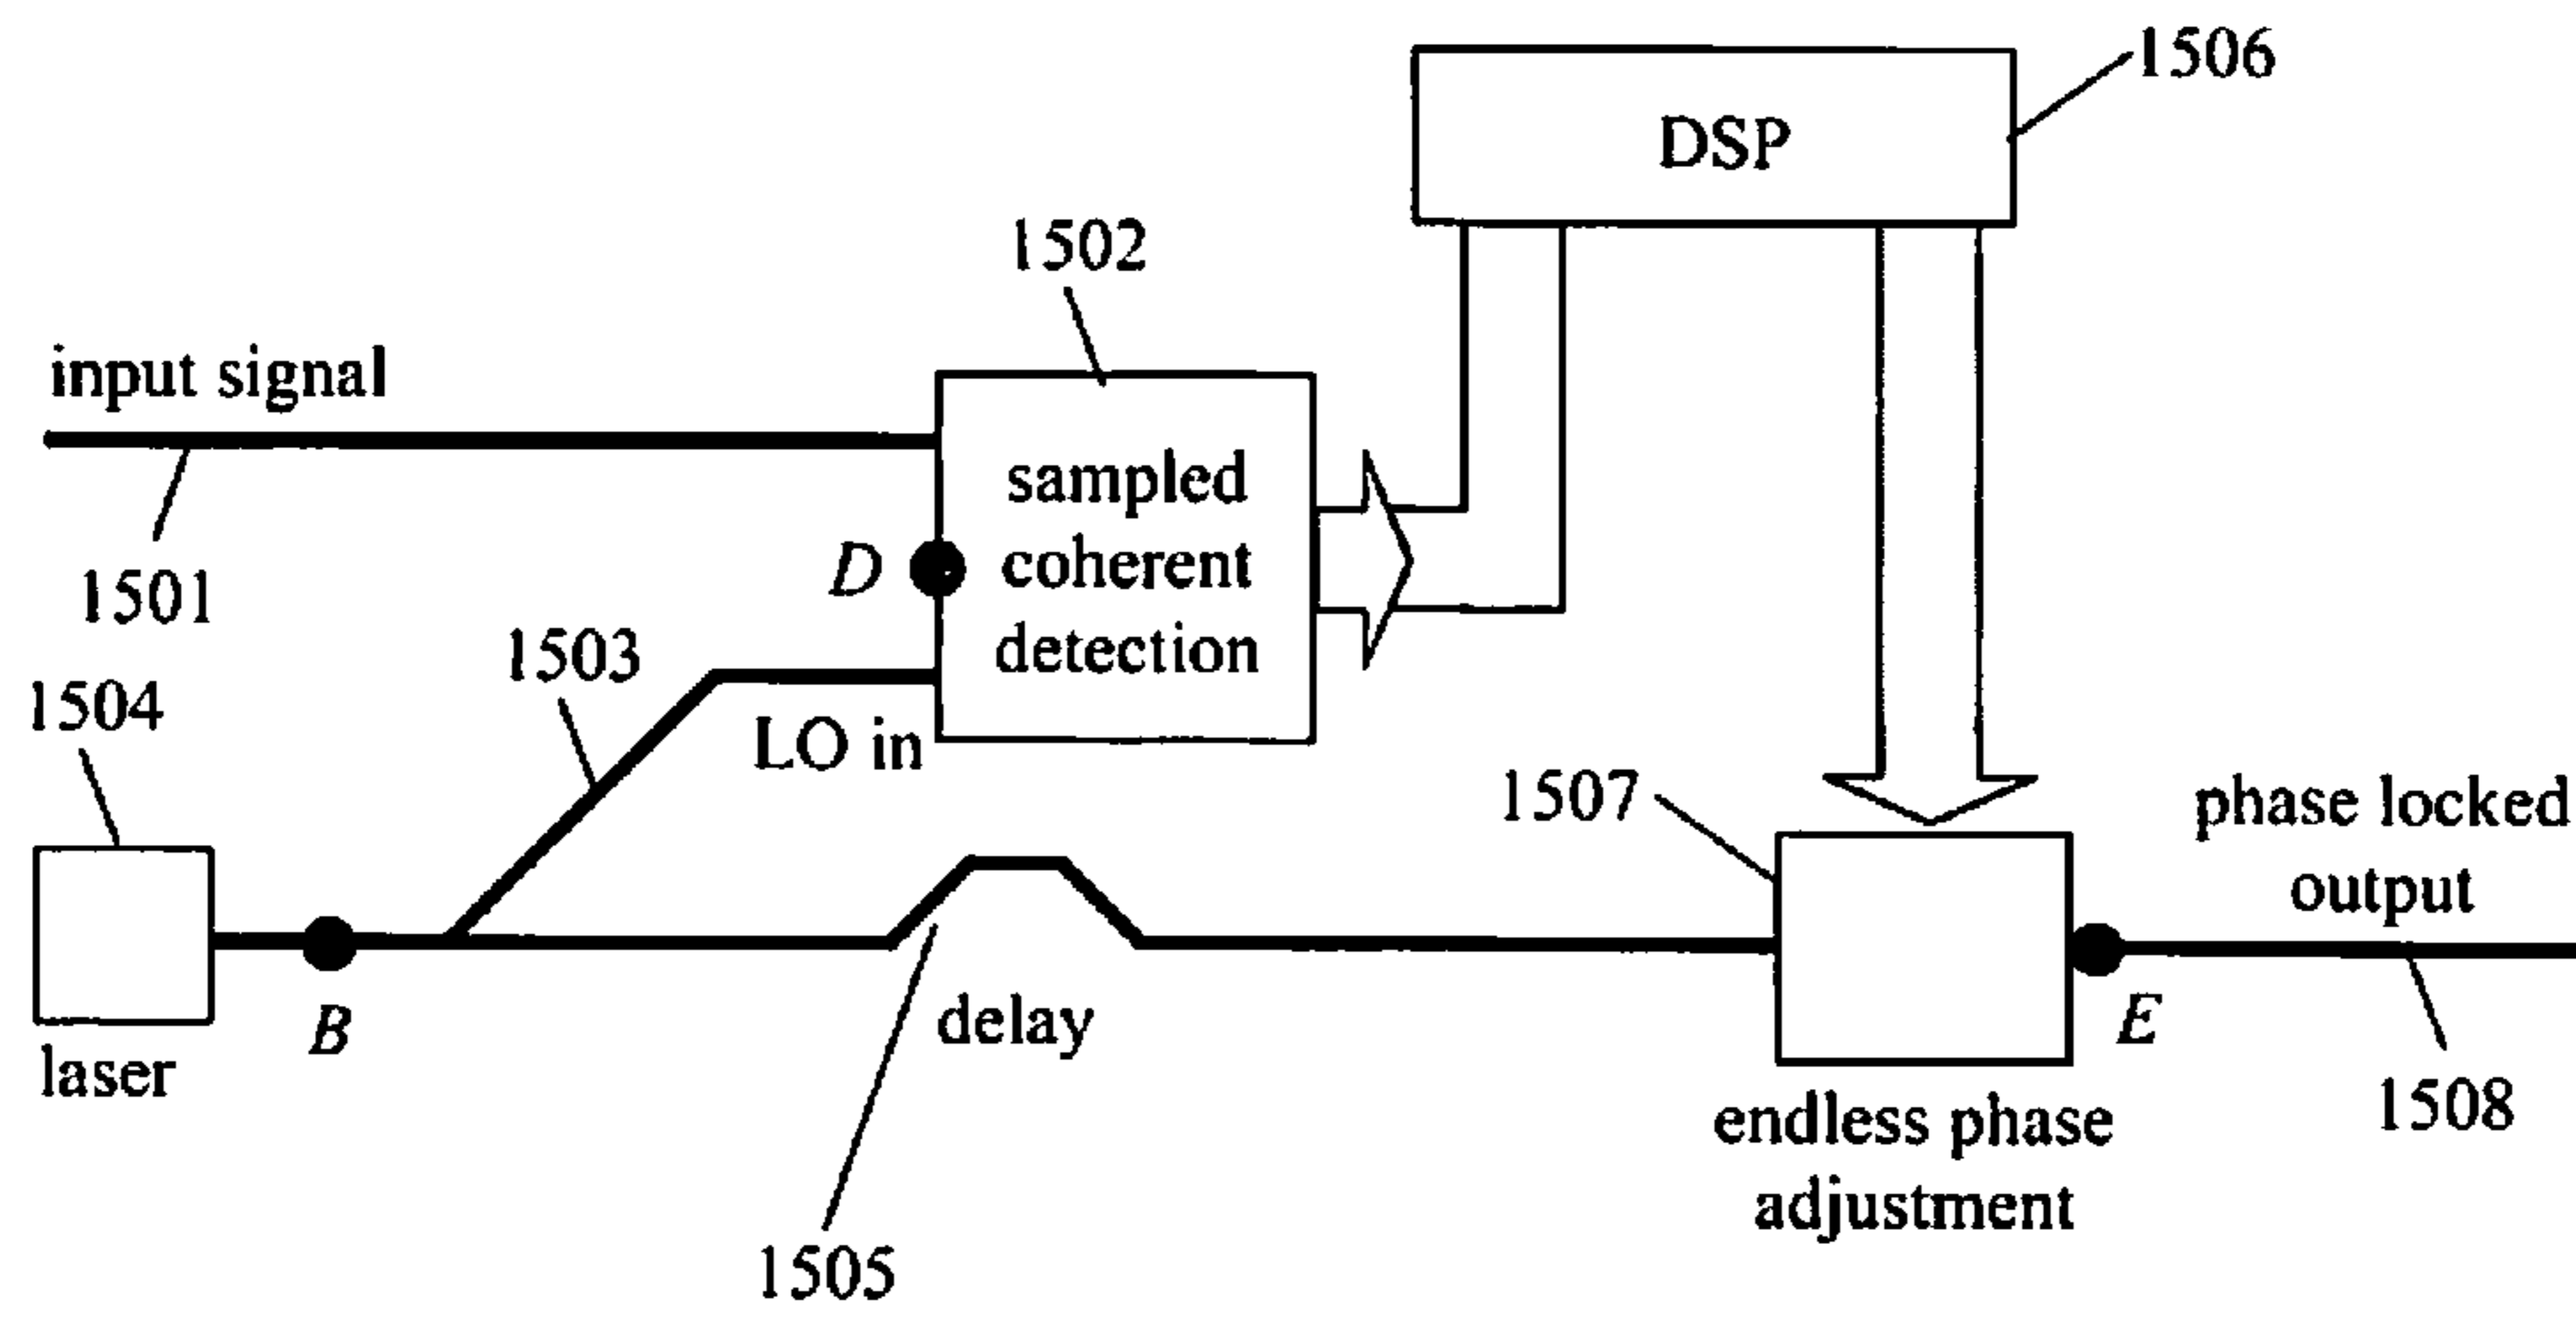 1506
DSP
1502
input signal
sampled
coherent
detection
D
1501
1503
1504
LO in
1507
phase locked
output
B
delay
E
laser
1508
endless phase
adjustment
1505